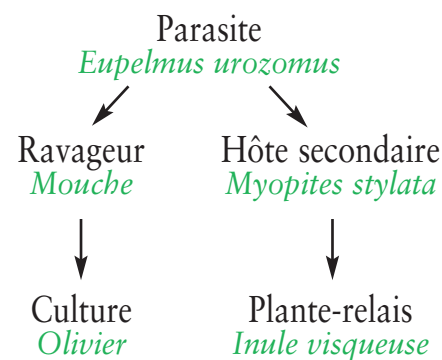 Parasite
Eupelmus urozomus
Ravageur
Mouche
Hôte secondaire
Myopites stylata
Culture
Olivier
Plante-relais
Inule visqueuse